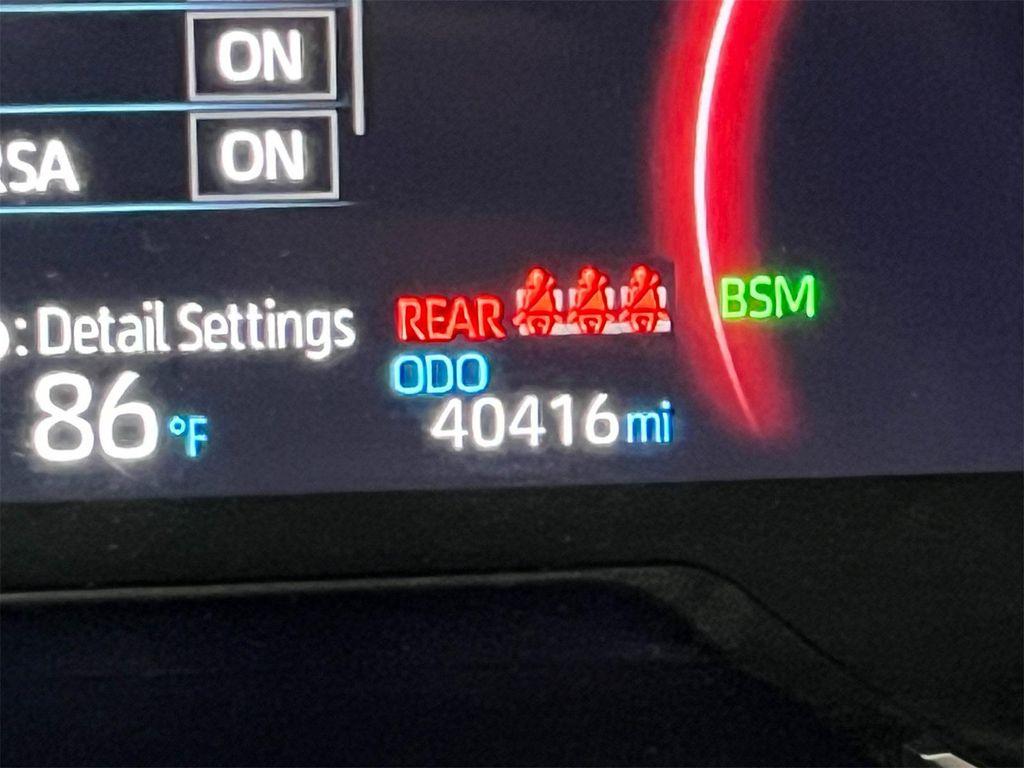 ON
RSA ON
: Detail Settings
REAR
BSM
ODO
86 °F
40416 mi